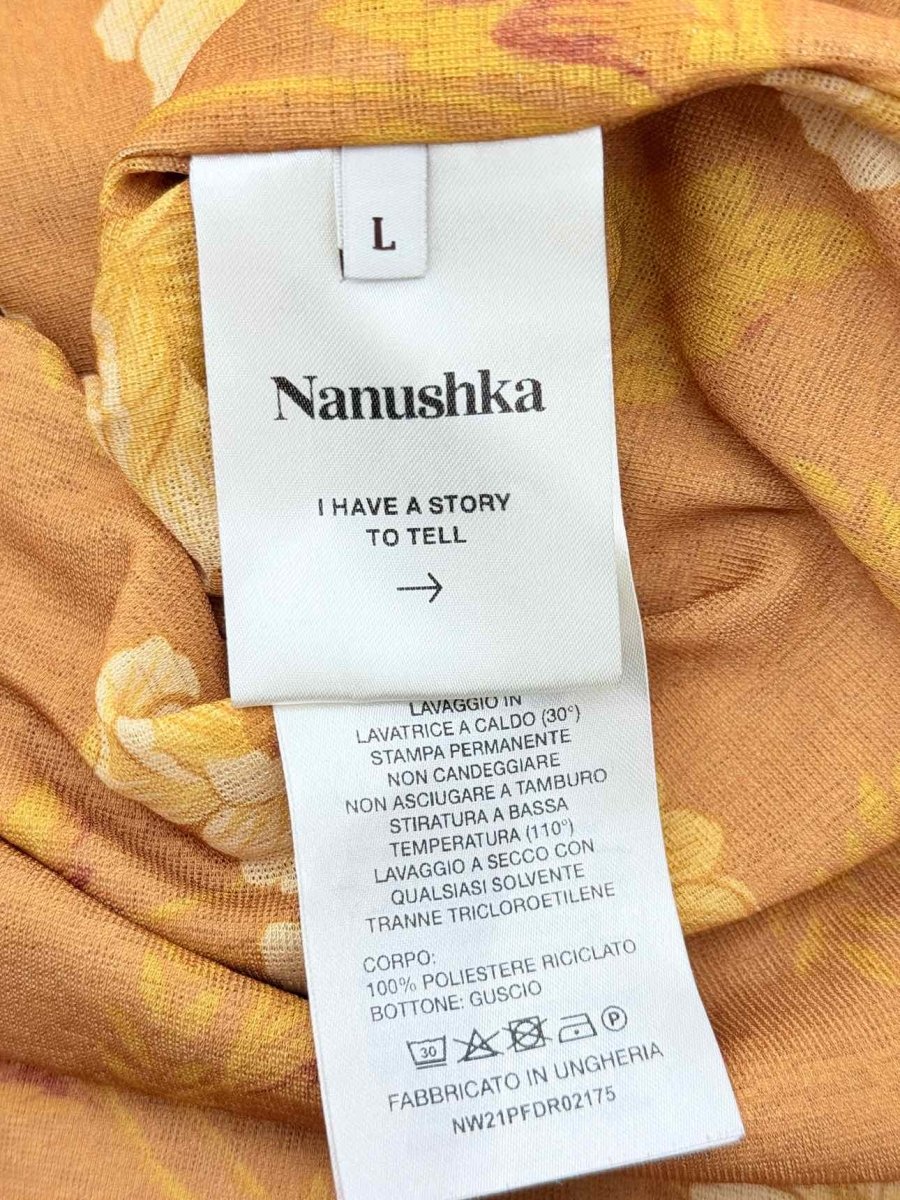 L
Nanushka
I HAVE A STORY
TO TELL
LAVAGGIO IN
LAVATRICE A CALDO (30°)
STAMPA PERMANENTE
NON CANDEGGIARE
NON ASCIUGARE A TAMBURO
STIRATURA A BASSA
TEMPERATURA (110°)
LAVAGGIO A SECCO CON
QUALSIASI SOLVENTE
TRANNE TRICLOROETILENE
CORPO:
100% POLIESTERE RICICLATO
BOTTONE: GUSCIO
30 P
FABBRICATO IN UNGHERIA
NW21PFDR02175